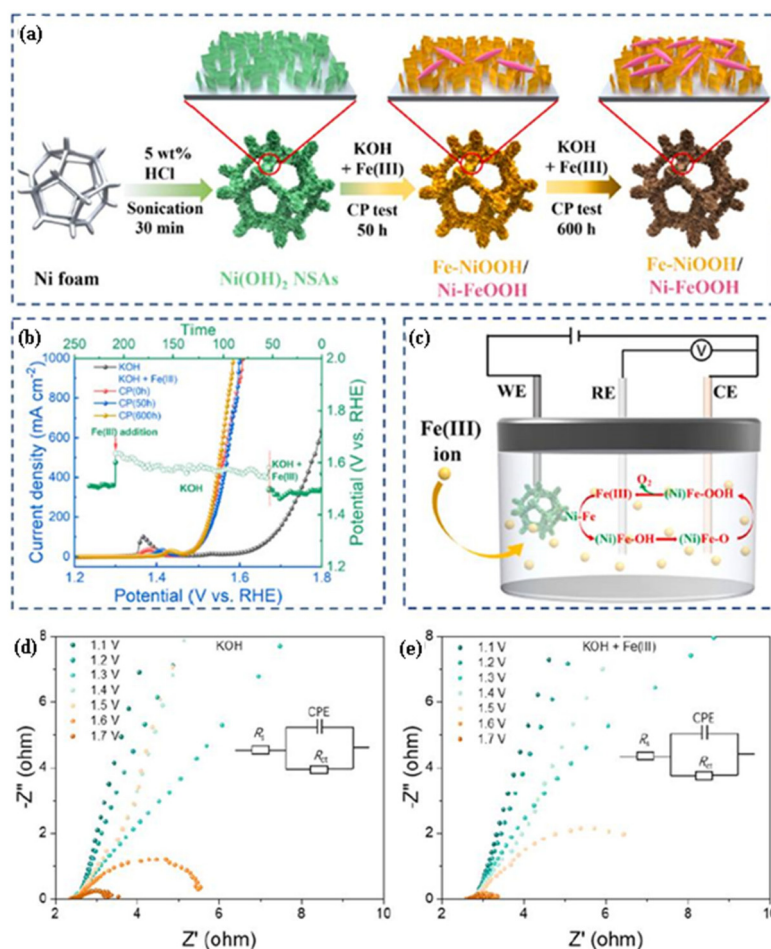 (a)
5 wt%
HCl
Sonication
30 min
KOH
+ Fe(III)
CP test
50 h
KOH
+ Fe(III)
CP test
600 h
Ni foam
Ni(OH)₂ NSAs
Fe-NiOOH/
Ni-FeOOH
Fe-NiOOH/
Ni-FeOOH
(b)
Time
250 200 150 100 50 0
Current density (mA cm⁻²)
1000
900
800
700
600
500
400
300
200
100
0
KOH
KOH + Fe(III)
CP(0h)
CP(50h)
CP(600h)
Fe(III) addition
KOH
KOH +
Fe(III)
2.0
1.8
1.6
1.4
1.2
Potential (V vs. RHE)
1.2 1.4 1.6 1.8
Potential (V vs. RHE)
(c)
V
WE RE CE
Fe(III)
ion
O₂
Fe(III) (Ni)Fe-OOH
Ni-Fe
(Ni)Fe-OH (Ni)Fe-O
(d)
KOH
8
6
4
2
0
-Z'' (ohm)
1.1 V
1.2 V
1.3 V
1.4 V
1.5 V
1.6 V
1.7 V
CPE
Rs
Rct
2 4 6 8 10
Z' (ohm)
(e)
KOH + Fe(III)
8
6
4
2
0
-Z'' (ohm)
1.1 V
1.2 V
1.3 V
1.4 V
1.5 V
1.6 V
1.7 V
CPE
Rs
Rct
2 4 6 8 10
Z' (ohm)